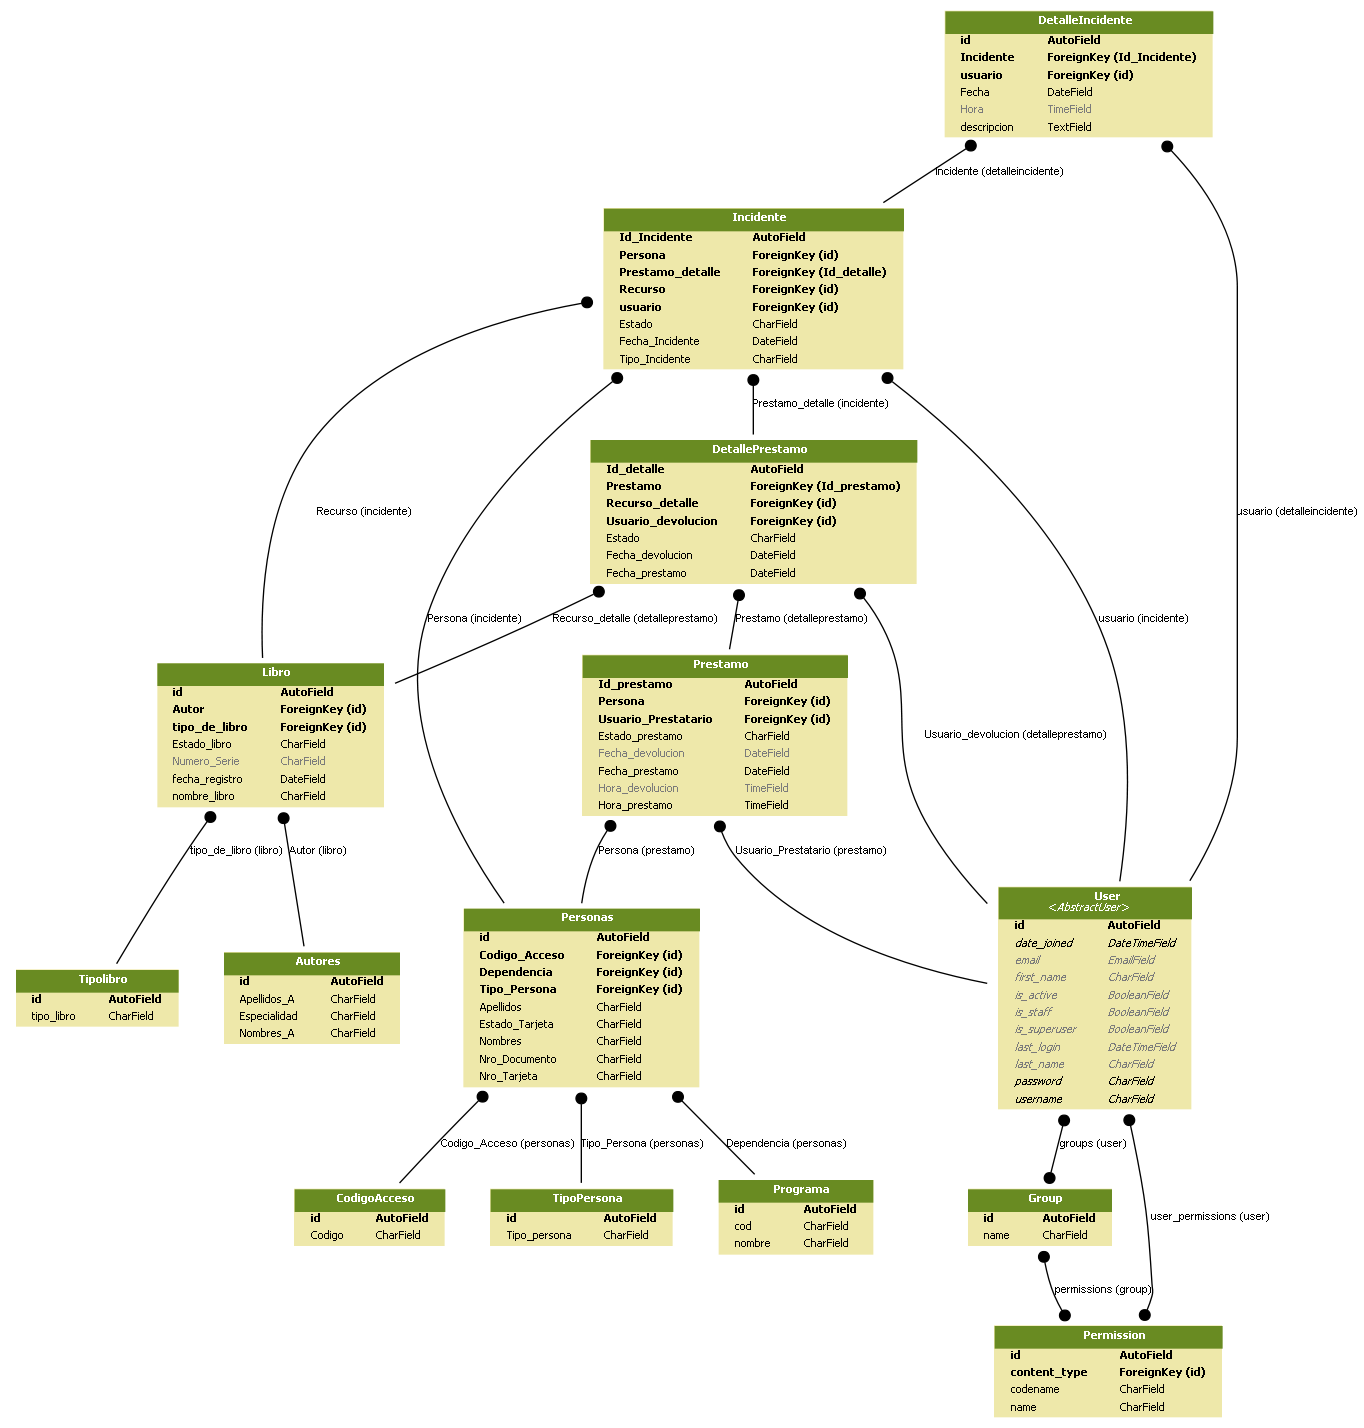 DetalleIncidente
id AutoField
Incidente ForeignKey (Id_Incidente)
usuario ForeignKey (id)
Fecha DateField
Hora TimeField
descripcion TextField
Incidente (detalleincidente)
Incidente
Id_Incidente AutoField
Persona ForeignKey (id)
Prestamo_detalle ForeignKey (Id_detalle)
Recurso ForeignKey (id)
usuario ForeignKey (id)
Estado CharField
Fecha_Incidente DateField
Tipo_Incidente CharField
Prestamo_detalle (incidente)
DetallePrestamo
Id_detalle AutoField
Prestamo ForeignKey (Id_prestamo)
Recurso_detalle ForeignKey (id)
Usuario_devolucion ForeignKey (id)
Estado CharField
Fecha_devolucion DateField
Fecha_prestamo DateField
Recurso (incidente)
usuario (detalleincidente)
Persona (incidente)
Recurso_detalle (detalleprestamo)
Prestamo (detalleprestamo)
usuario (incidente)
Libro
id AutoField
Autor ForeignKey (id)
tipo_de_libro ForeignKey (id)
Estado_libro CharField
Numero_Serie CharField
fecha_registro DateField
nombre_libro CharField
Prestamo
Id_prestamo AutoField
Persona ForeignKey (id)
Usuario_Prestatario ForeignKey (id)
Estado_prestamo CharField
Fecha_devolucion DateField
Fecha_prestamo DateField
Hora_devolucion TimeField
Hora_prestamo TimeField
Usuario_devolucion (detalleprestamo)
tipo_de_libro (libro)
Autor (libro)
Persona (prestamo)
Usuario_Prestatario (prestamo)
Tipolibro
id AutoField
tipo_libro CharField
Autores
id AutoField
Apellidos_A CharField
Especialidad CharField
Nombres_A CharField
Personas
id AutoField
Codigo_Acceso ForeignKey (id)
Dependencia ForeignKey (id)
Tipo_Persona ForeignKey (id)
Apellidos CharField
Estado_Tarjeta CharField
Nombres CharField
Nro_Documento CharField
Nro_Tarjeta CharField
User
<AbstractUser>
id AutoField
date_joined DateTimeField
email EmailField
first_name CharField
is_active BooleanField
is_staff BooleanField
is_superuser BooleanField
last_login DateTimeField
last_name CharField
password CharField
username CharField
Codigo_Acceso (personas)
Tipo_Persona (personas)
Dependencia (personas)
groups (user)
CodigoAcceso
id AutoField
Codigo CharField
TipoPersona
id AutoField
Tipo_persona CharField
Programa
id AutoField
cod CharField
nombre CharField
Group
id AutoField
name CharField
user_permissions (user)
permissions (group)
Permission
id AutoField
content_type ForeignKey (id)
codename CharField
name CharField